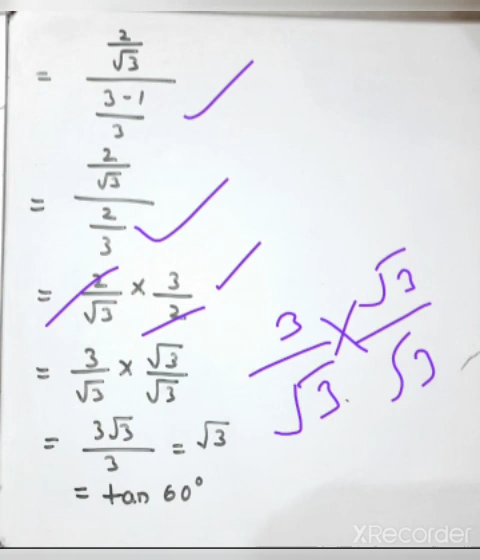 = (2/√3)/((3-1)/3)
= (2/√3)/(2/3)
= 2/√3 × 3/2
= 3/√3 × √3/√3
= 3√3/3 = √3
= tan 60°
3/√3 × √3/√3
XRecorder